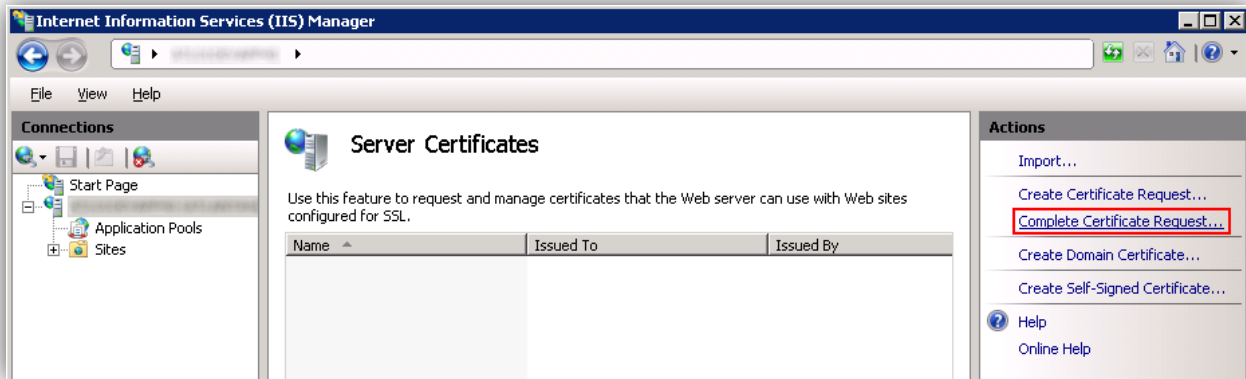 Internet Information Services (IIS) Manager
File View Help
Connections
Start Page
Application Pools
Sites
Server Certificates
Use this feature to request and manage certificates that the Web server can use with Web sites
configured for SSL.
Name Issued To Issued By
Actions
Import...
Create Certificate Request...
Complete Certificate Request...
Create Domain Certificate...
Create Self-Signed Certificate...
Help
Online Help